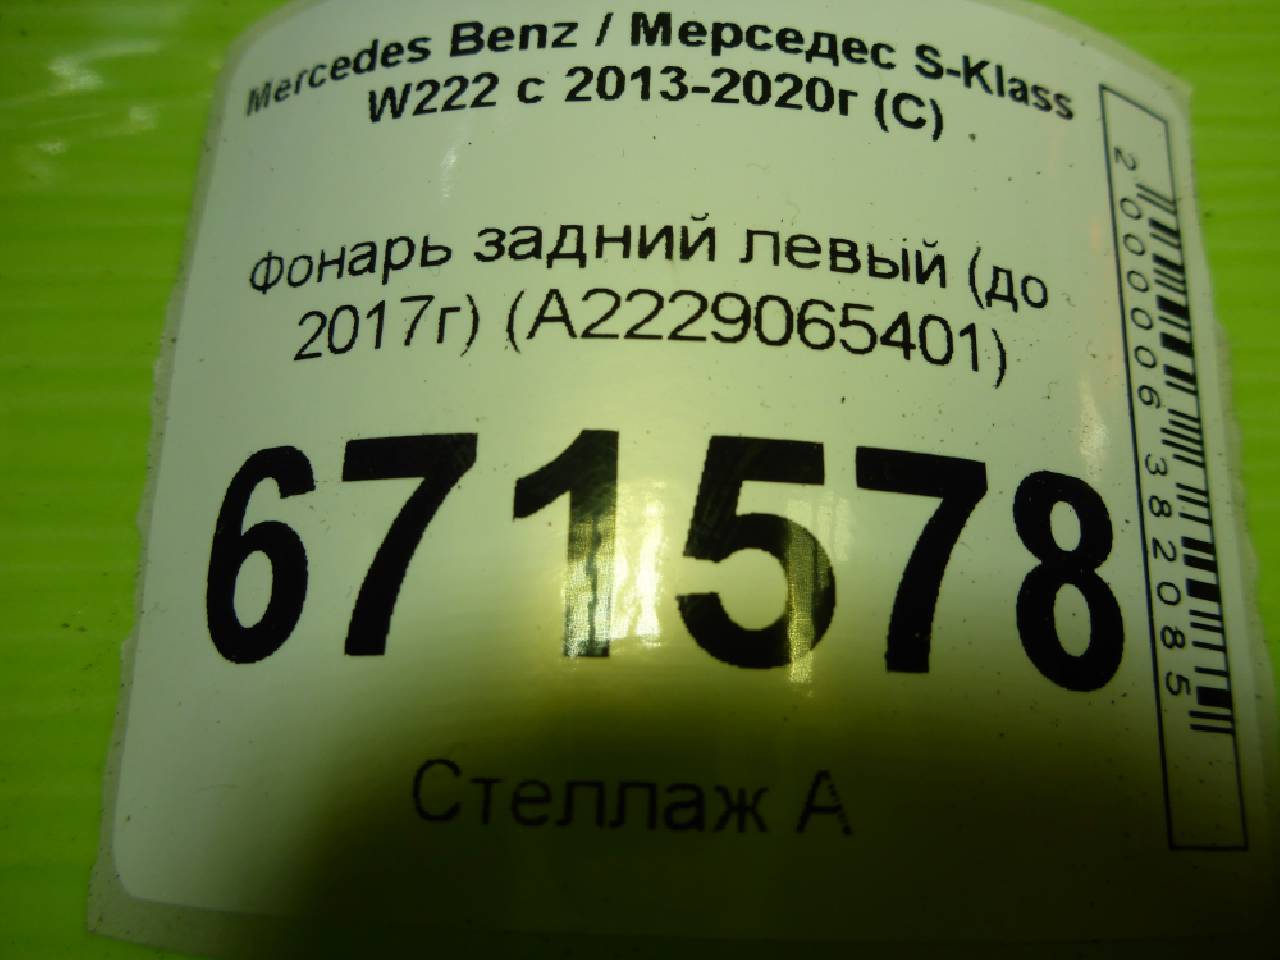 Mercedes Benz / Мерседес S-Klass
W222 с 2013-2020г (С)
Фонарь задний левый (до
2017г) (A2229065401)
671578
Стеллаж А
2000006382085